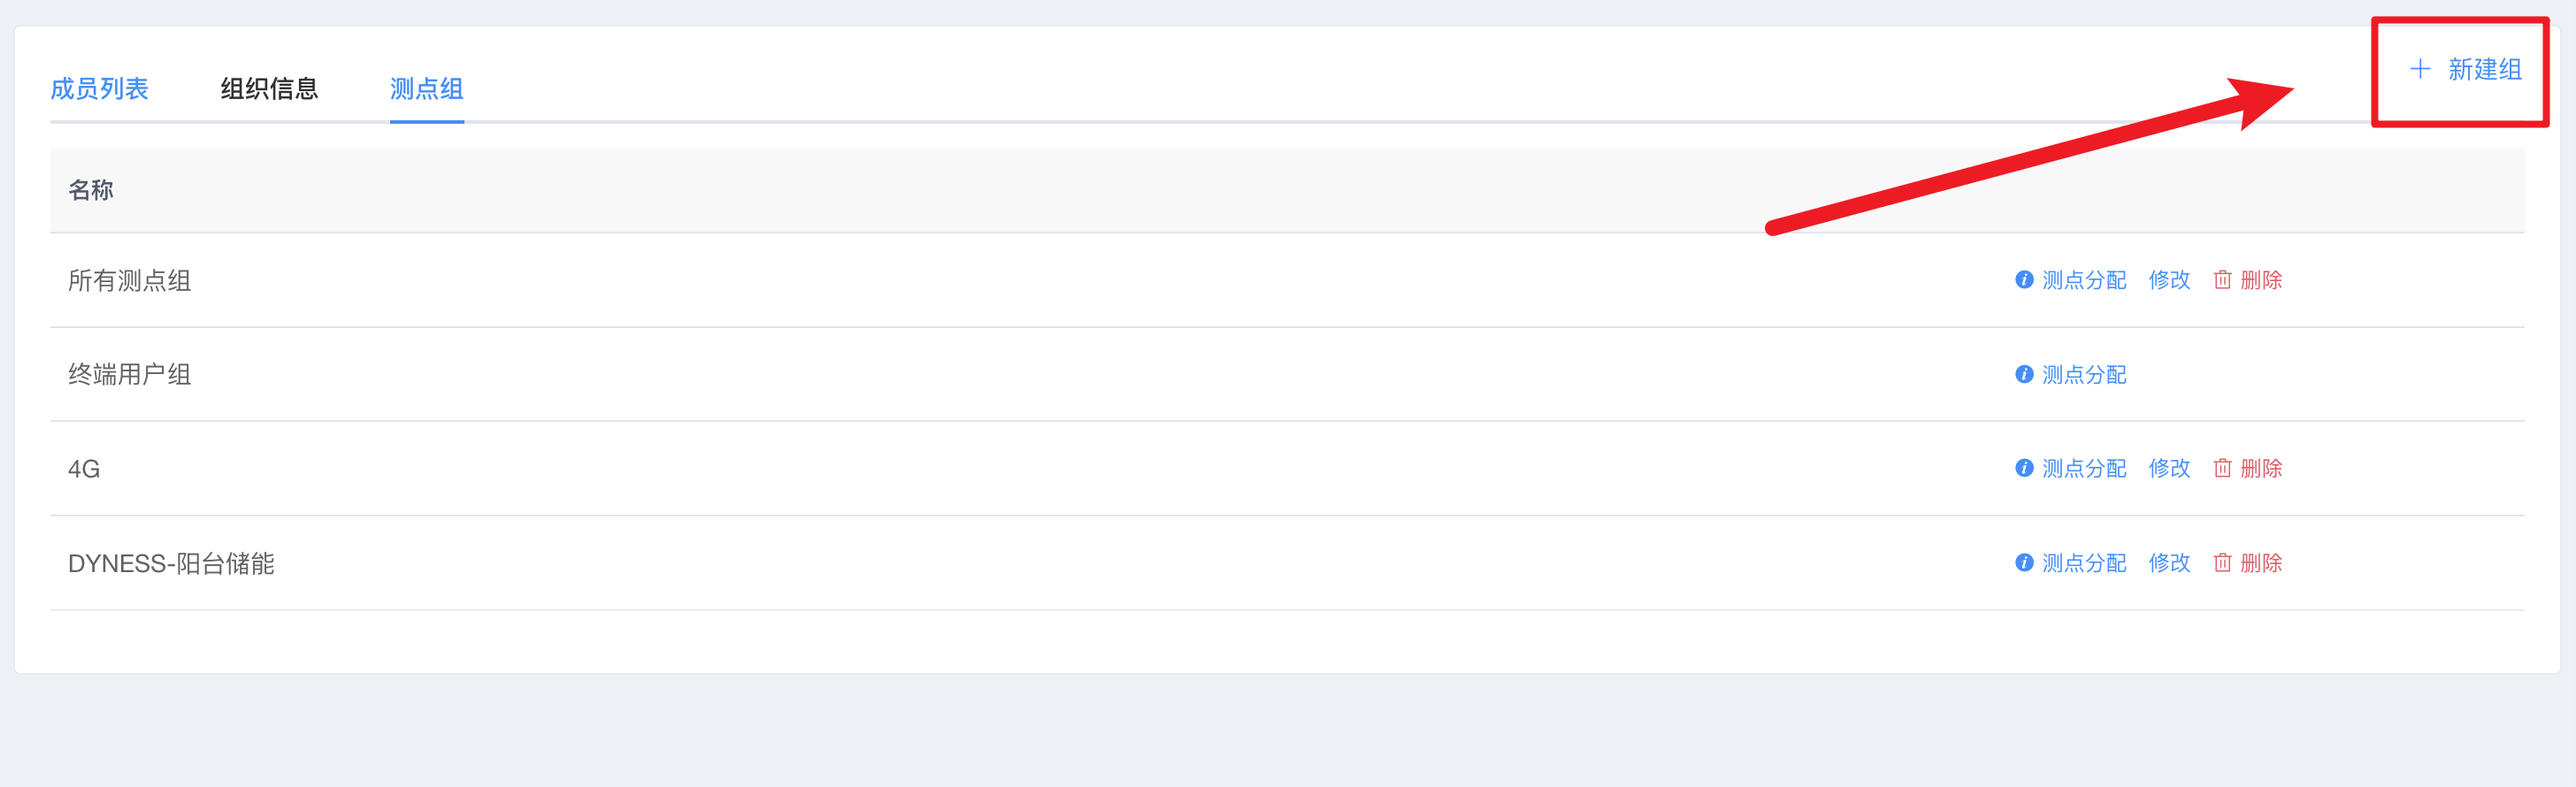 成员列表 组织信息 测点组 + 新建组
名称
所有测点组 测点分配 修改 删除
终端用户组 测点分配
4G 测点分配 修改 删除
DYNESS-阳台储能 测点分配 修改 删除